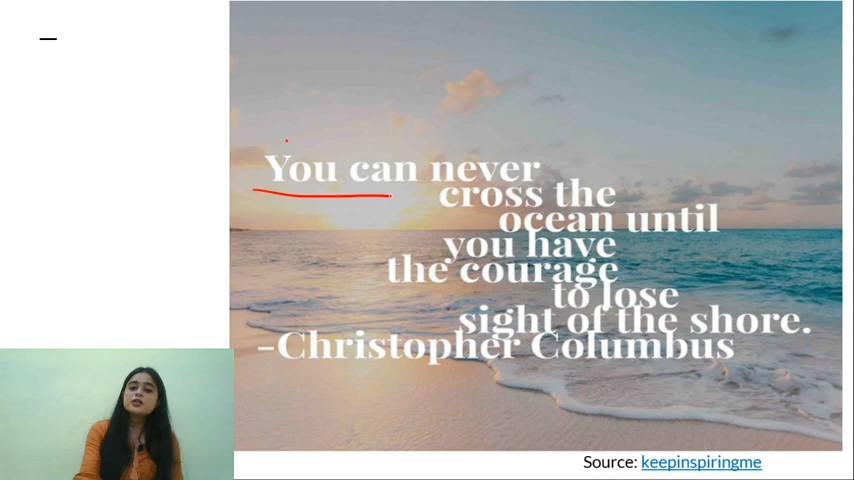 You can never
cross the
ocean until
you have
the courage
to lose
sight of the shore.
-Christopher Columbus
Source: keepinspiringme